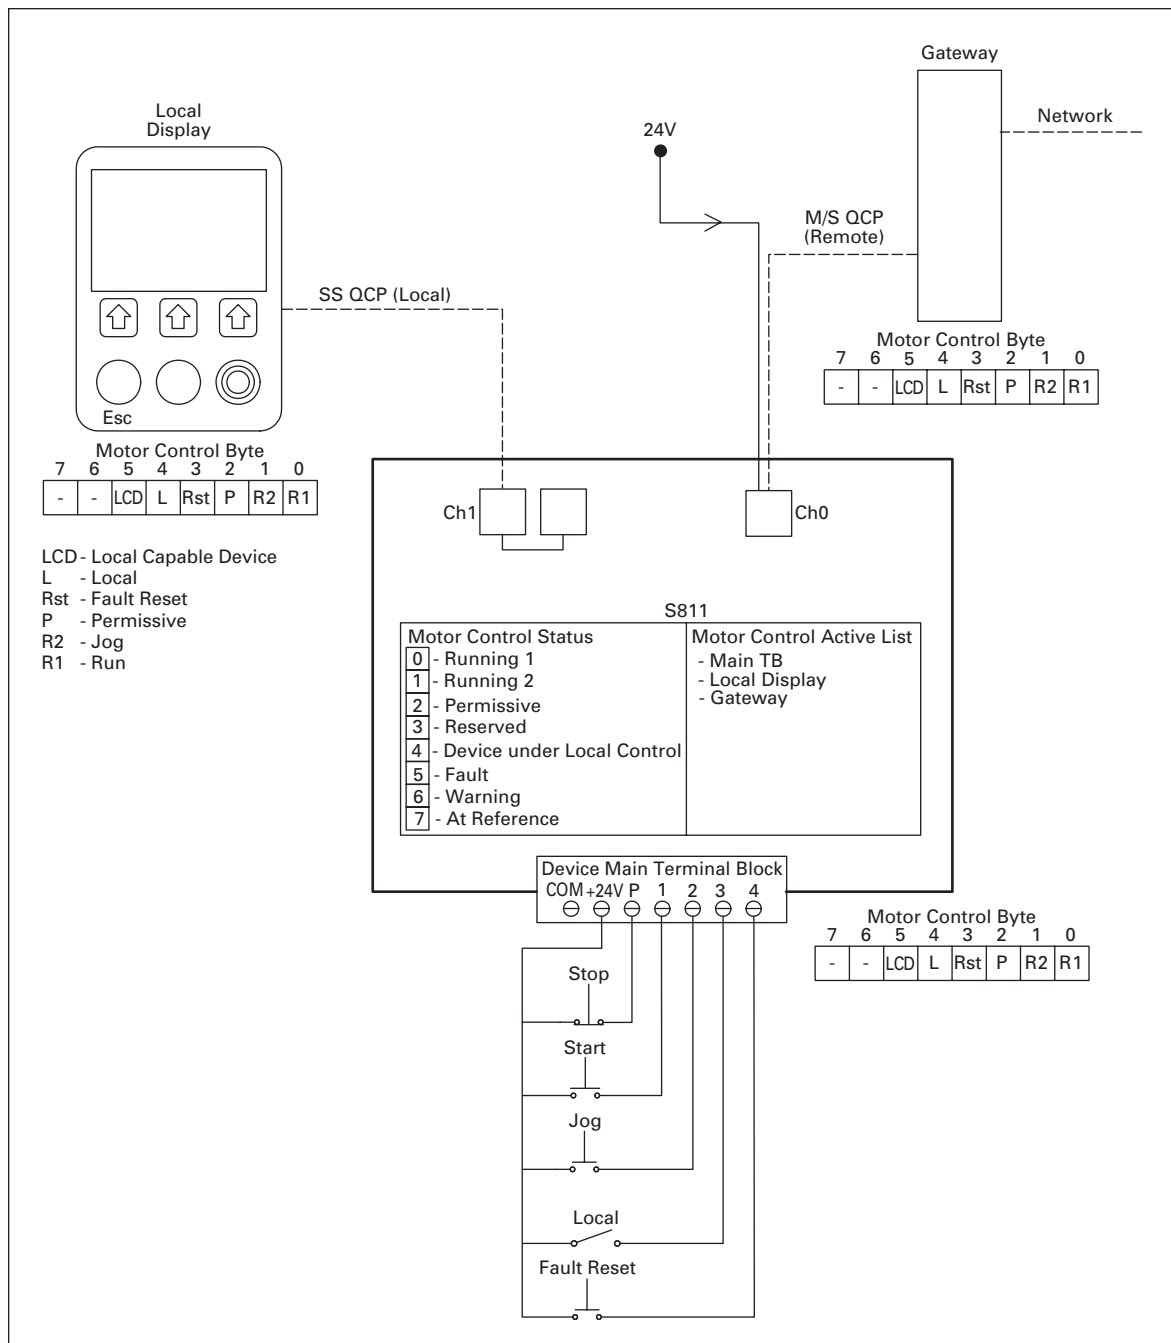 Gateway
Network
Local
Display
24V
M/S QCP
(Remote)
SS QCP (Local)
Motor Control Byte
7 6 5 4 3 2 1 0
- - LCD L Rst P R2 R1
Esc
Motor Control Byte
7 6 5 4 3 2 1 0
- - LCD L Rst P R2 R1
Ch1
Ch0
LCD - Local Capable Device
L - Local
Rst - Fault Reset
P - Permissive
R2 - Jog
R1 - Run
S811
Motor Control Status
0 - Running 1
1 - Running 2
2 - Permissive
3 - Reserved
4 - Device under Local Control
5 - Fault
6 - Warning
7 - At Reference
Motor Control Active List
- Main TB
- Local Display
- Gateway
Device Main Terminal Block
COM +24V P 1 2 3 4
Motor Control Byte
7 6 5 4 3 2 1 0
- - LCD L Rst P R2 R1
Stop
Start
Jog
Local
Fault Reset